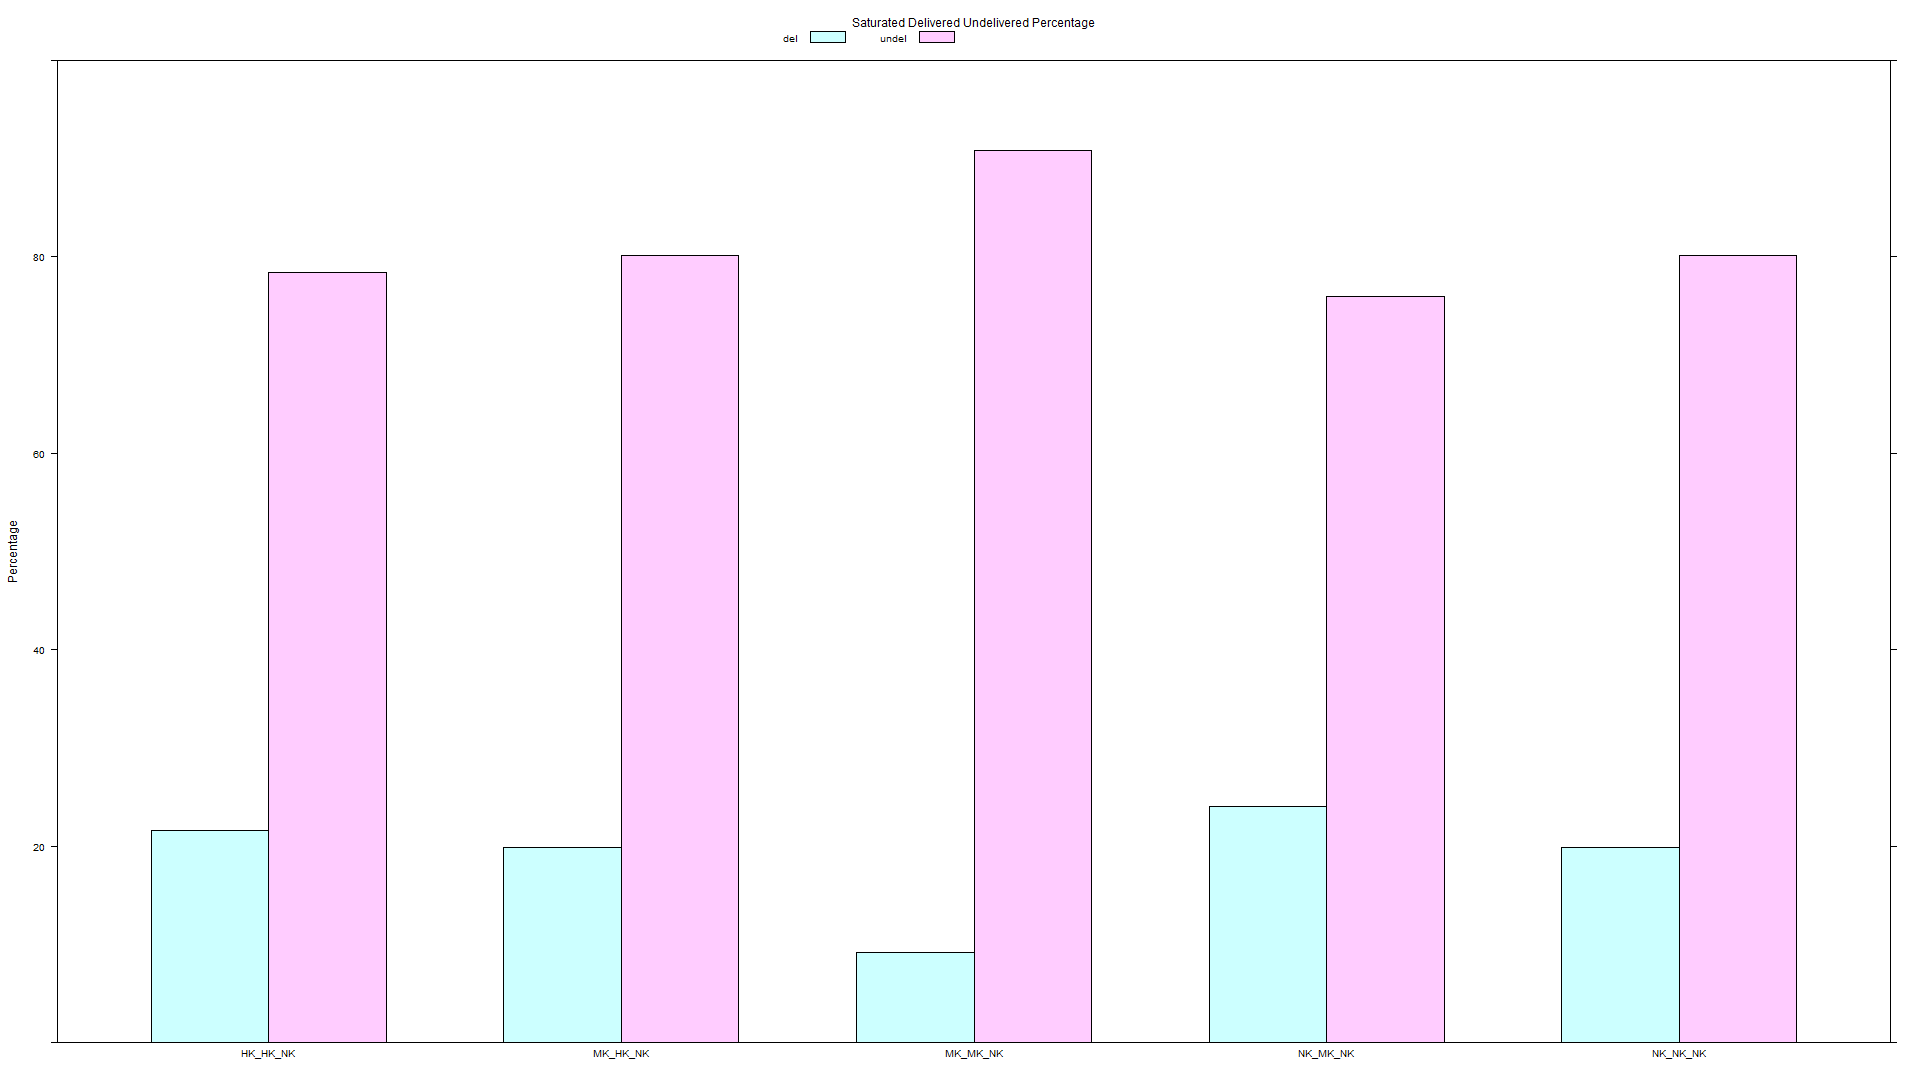 Saturated Delivered Undelivered Percentage
del undel
80
60
40
20
Percentage
HK_HK_NK MK_HK_NK MK_MK_NK NK_MK_NK NK_NK_NK